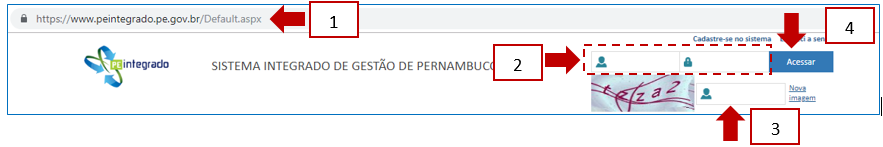 https://www.peintegrado.pe.gov.br/Default.aspx
1
4
Cadastre-se no sistema
a sen
PEintegrado
SISTEMA INTEGRADO DE GESTÃO DE PERNAMBUCO
2
Acessar
Nova
imagem
3